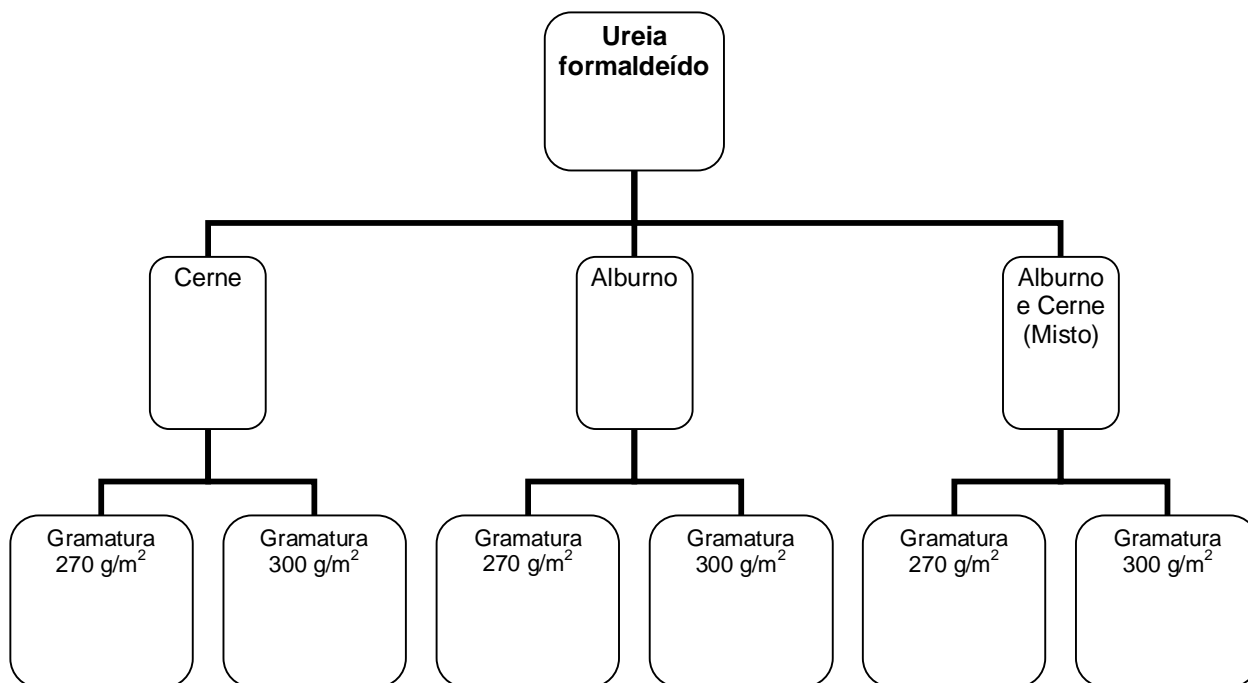 Ureia
formaldeído
Cerne
Alburno
Alburno
e Cerne
(Misto)
Gramatura
270 g/m²
Gramatura
300 g/m²
Gramatura
270 g/m²
Gramatura
300 g/m²
Gramatura
270 g/m²
Gramatura
300 g/m²